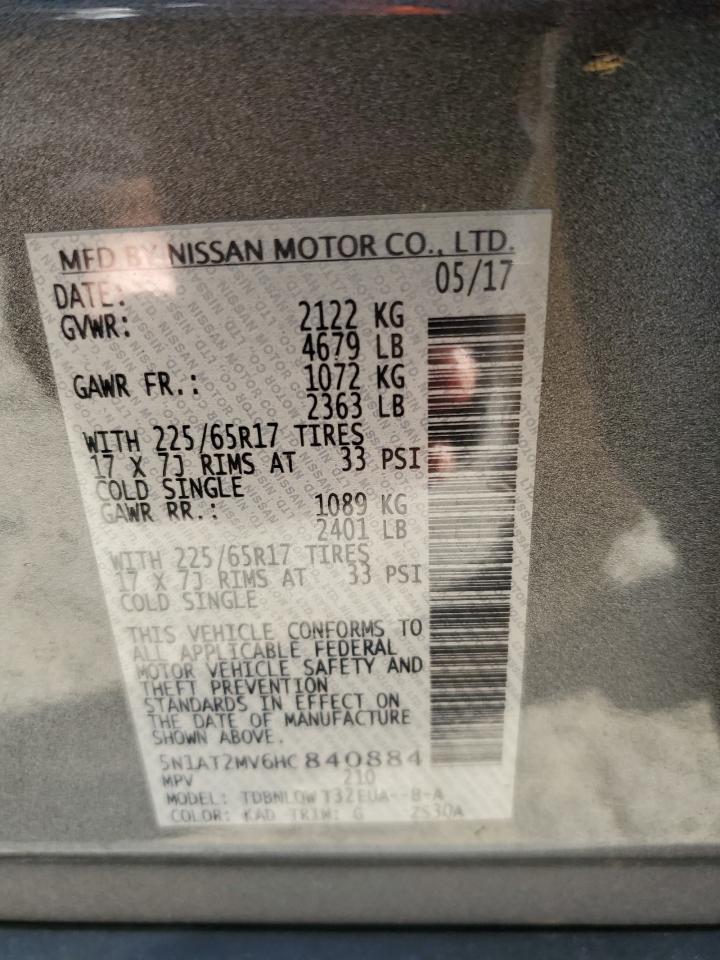 MFD BY NISSAN MOTOR CO., LTD.
DATE: 05/17
GVWR: 2122 KG
4679 LB
GAWR FR.: 1072 KG
2363 LB
WITH 225/65R17 TIRES
17 X 7J RIMS AT 33 PSI
COLD SINGLE
GAWR RR.: 1089 KG
2401 LB
WITH 225/65R17 TIRES
17 X 7J RIMS AT 33 PSI
COLD SINGLE
THIS VEHICLE CONFORMS TO
ALL APPLICABLE FEDERAL
MOTOR VEHICLE SAFETY AND
THEFT PREVENTION
STANDARDS IN EFFECT ON
THE DATE OF MANUFACTURE
SHOWN ABOVE.
5N1AT2MV6HC840884
MPV 210
MODEL: TDBNLQW T32EUA--8-A
COLOR: KAD TRIM: G ZS30A